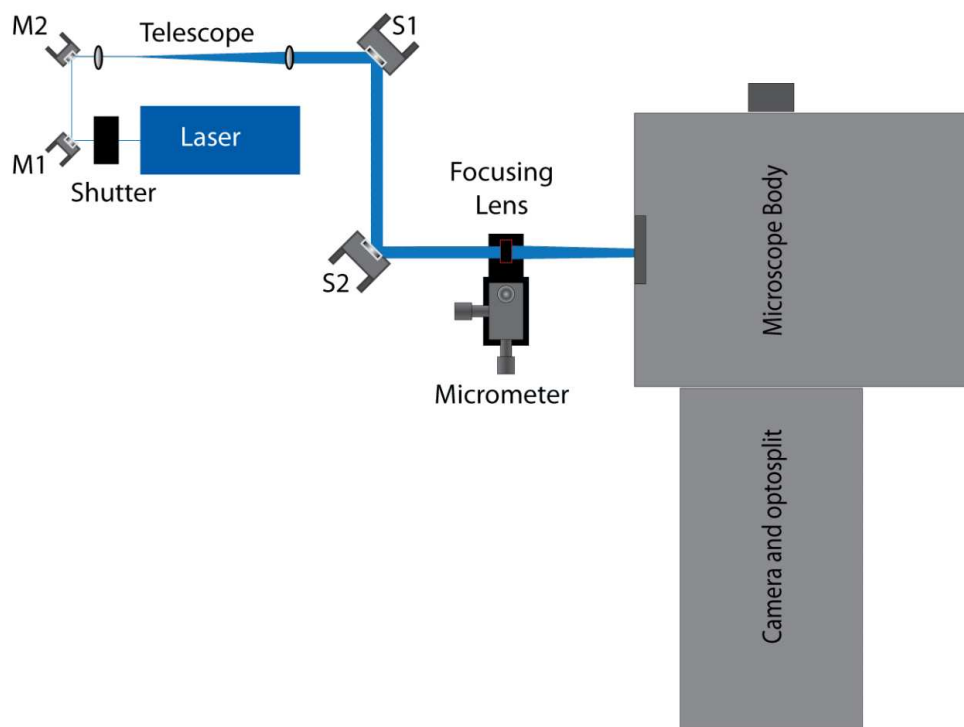 M2
Telescope
S1
Laser
M1
Shutter
Focusing
Lens
S2
Micrometer
Microscope Body
Camera and optosplit